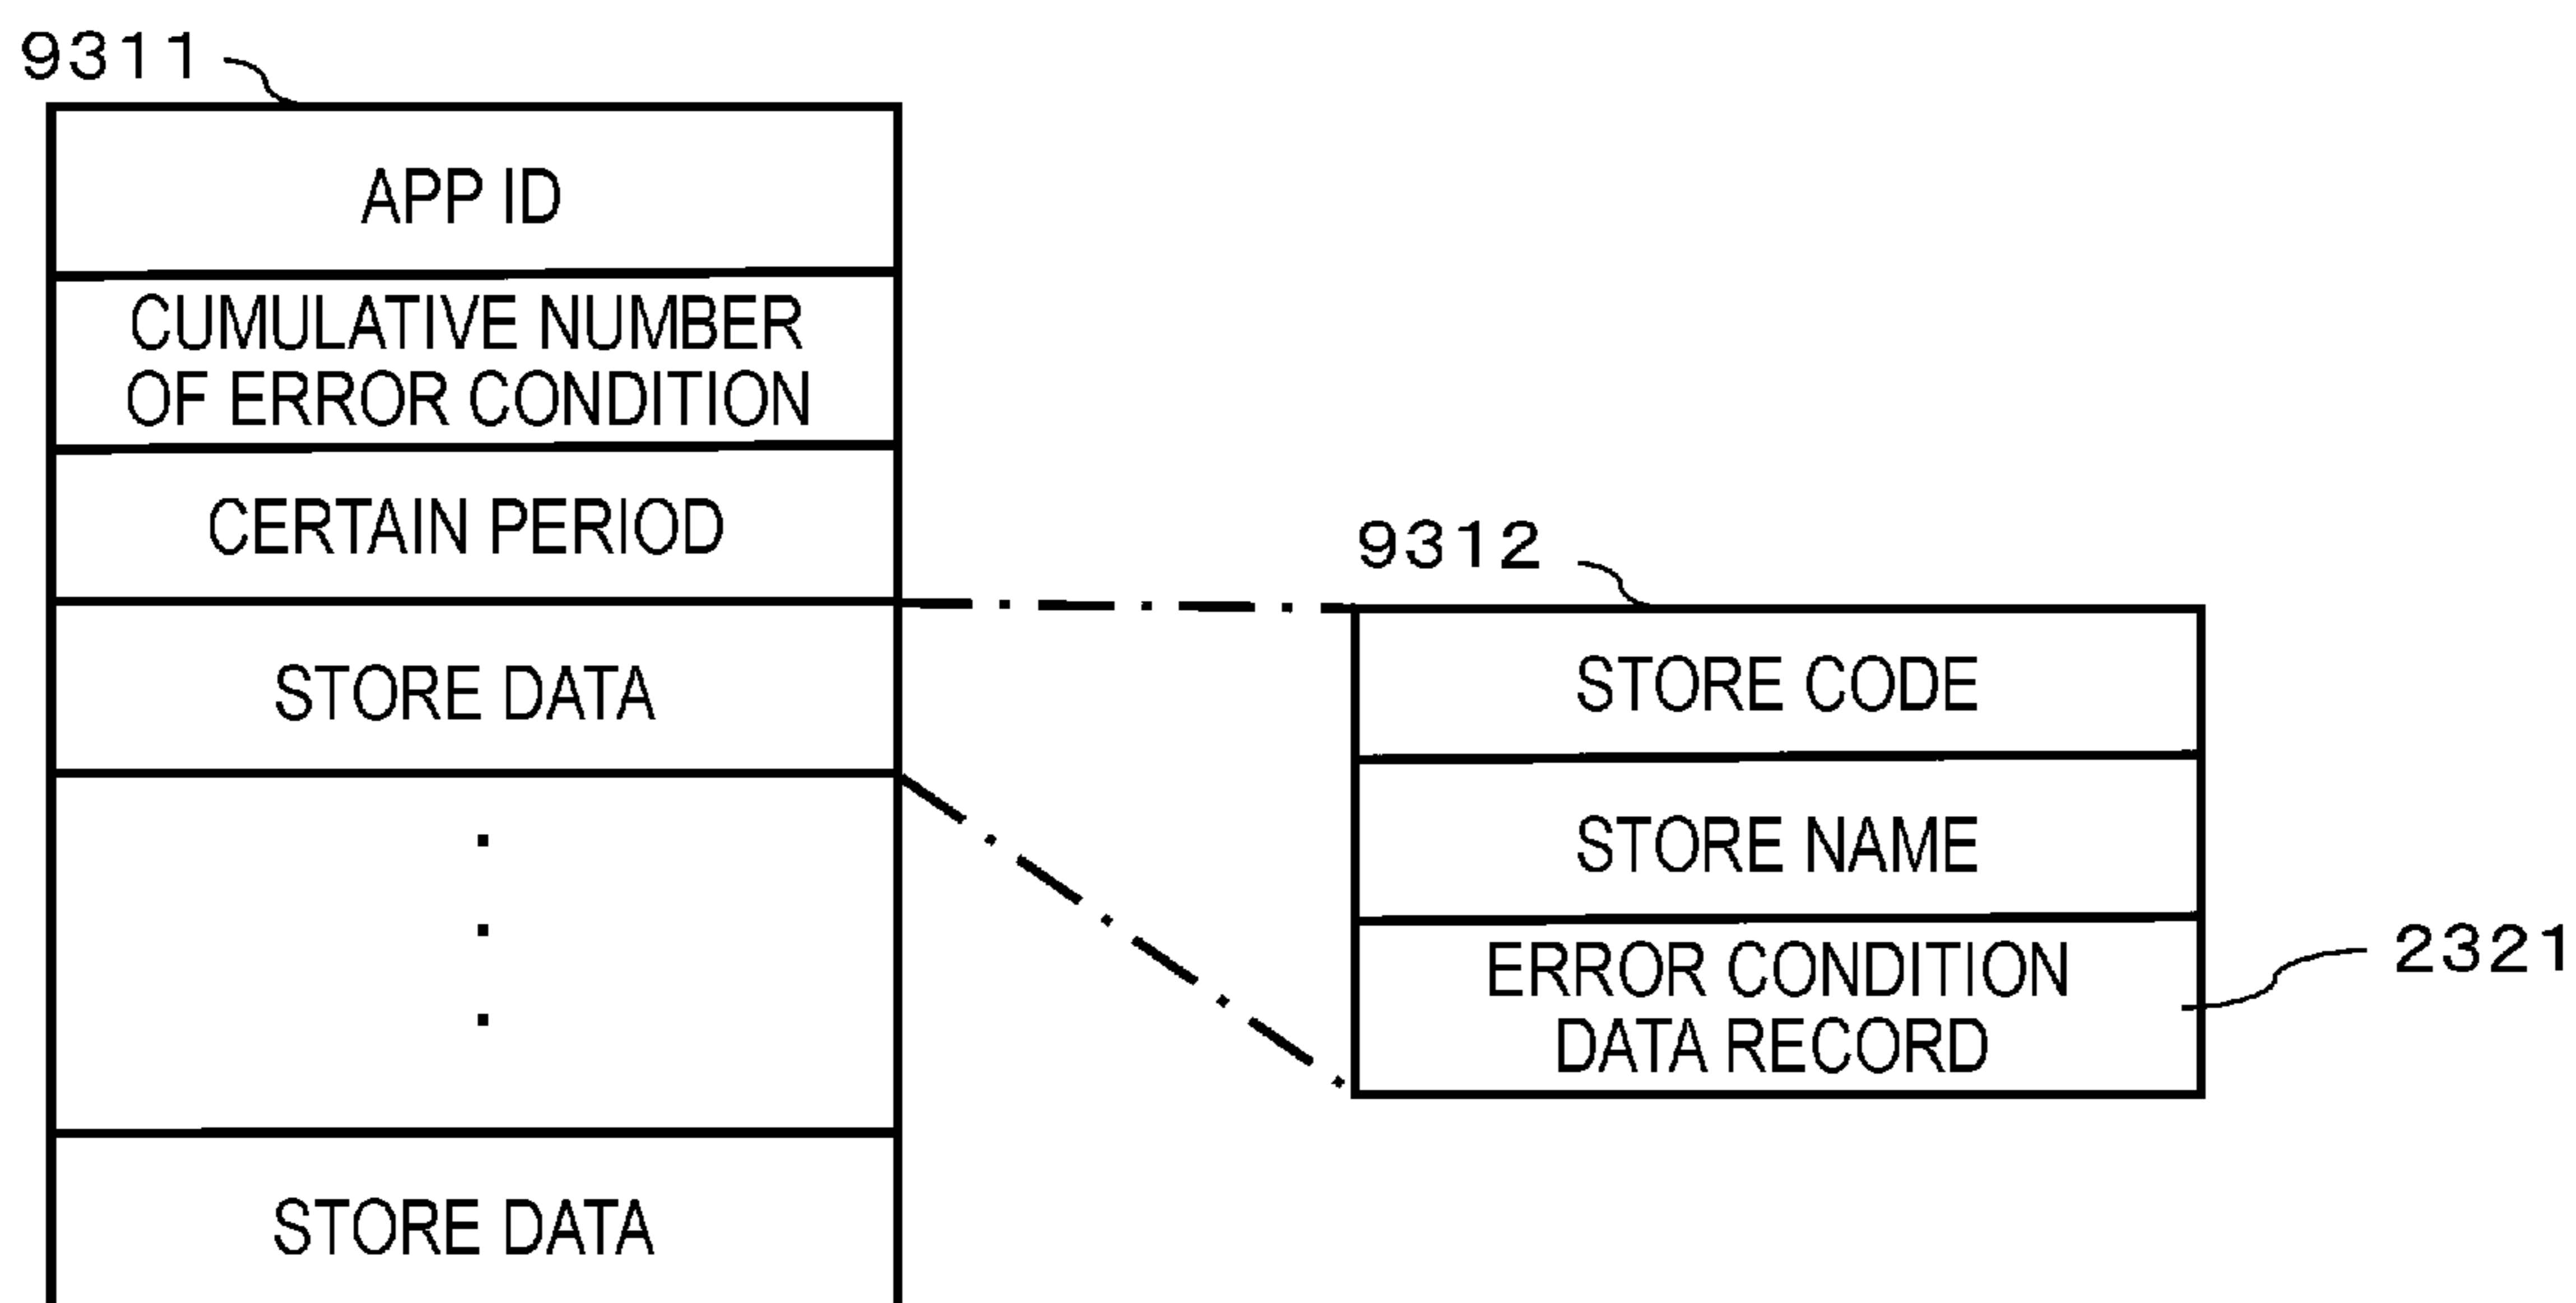 9311
APP ID
CUMULATIVE NUMBER
OF ERROR CONDITION
CERTAIN PERIOD
STORE DATA
.
.
.
STORE DATA
9312
STORE CODE
STORE NAME
ERROR CONDITION
DATA RECORD
2321